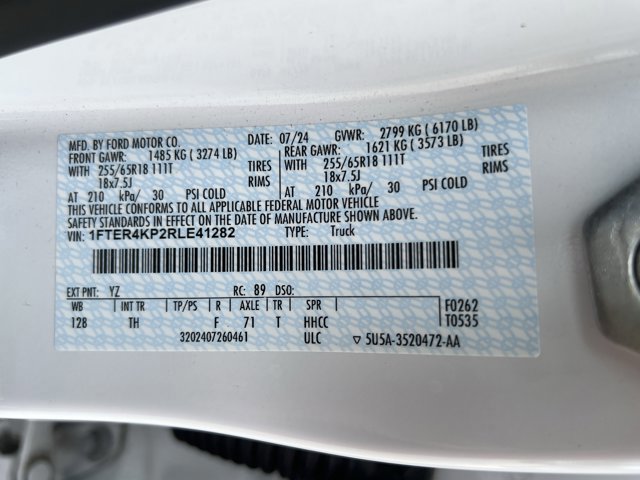 MFD. BY FORD MOTOR CO. DATE: 07/24 GVWR: 2799 KG ( 6170 LB)
FRONT GAWR: 1485 KG ( 3274 LB) REAR GAWR: 1621 KG ( 3573 LB)
WITH 255/65R18 111T TIRES WITH 255/65R18 111T TIRES
18x7.5J RIMS 18x7.5J RIMS
AT 210 kPa/ 30 PSI COLD AT 210 kPa/ 30 PSI COLD
THIS VEHICLE CONFORMS TO ALL APPLICABLE FEDERAL MOTOR VEHICLE
SAFETY STANDARDS IN EFFECT ON THE DATE OF MANUFACTURE SHOWN ABOVE.
VIN: 1FTER4KP2RLE41282 TYPE: Truck
EXT PNT: YZ RC: 89 DSO:
WB INT TR TP/PS R AXLE TR SPR F0262
12B TH F 71 T HHCC T0535
3202407260461 ULC ▽ 5U5A-3520472-AA